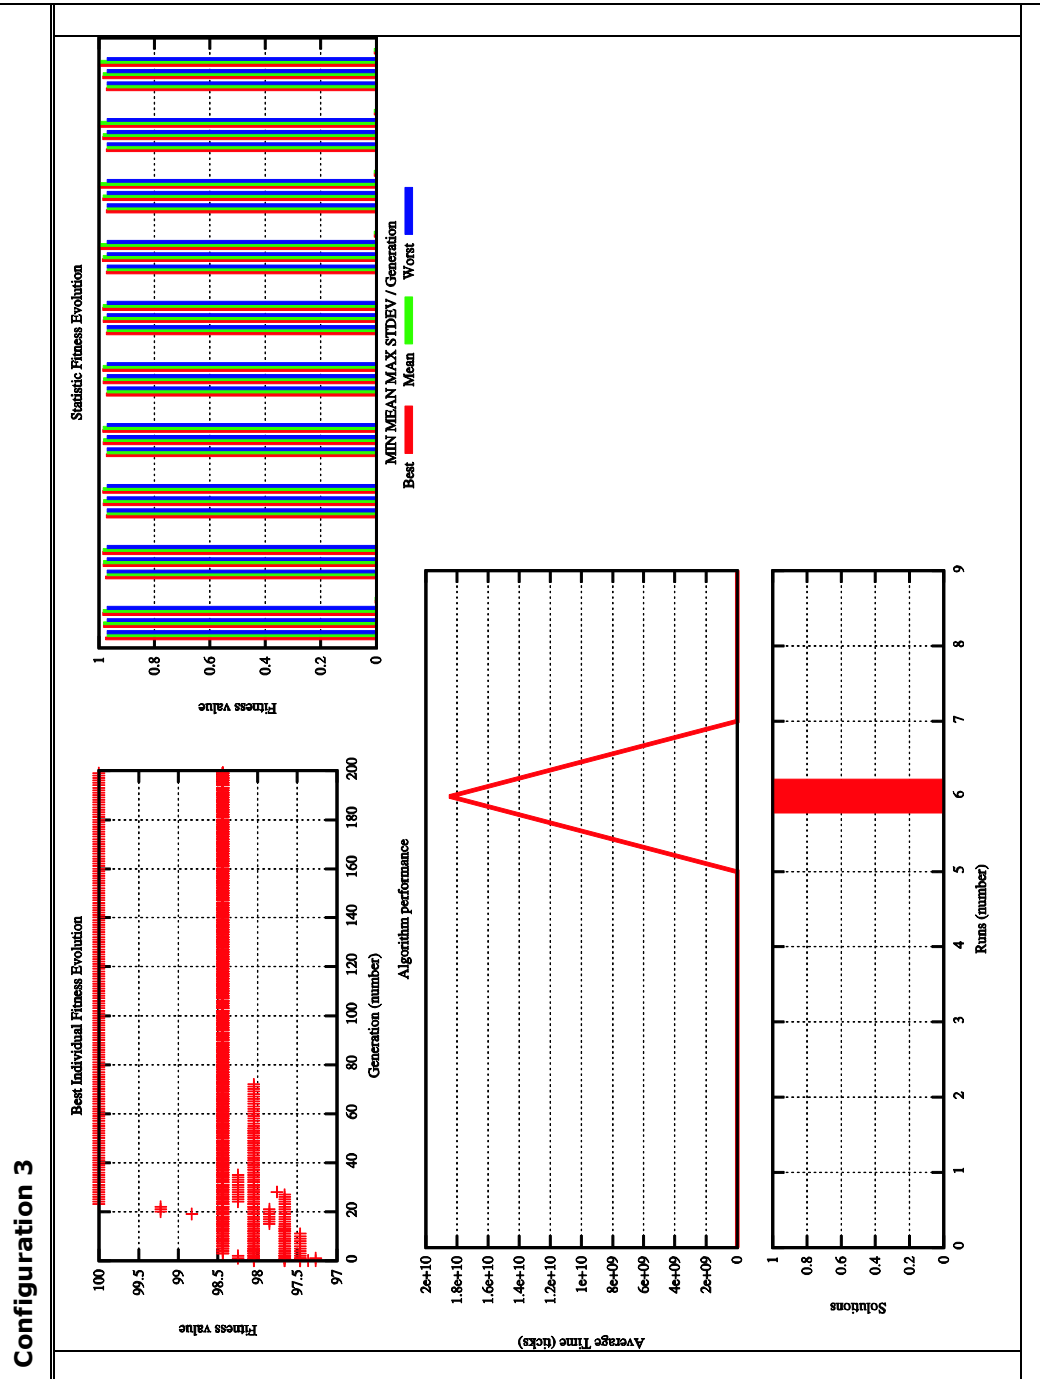 Configuration 3
Best Individual Fitness Evolution
Fitness value
100
99.5
99
98.5
98
97.5
97
0
20
40
60
80
100
120
140
160
180
200
Generation (number)
Statistic Fitness Evolution
Fitness value
1
0.8
0.6
0.4
0.2
0
MIN MEAN MAX STDEV / Generation
Best
Mean
Worst
Algorithm performance
Average Time (ticks)
2e+10
1.8e+10
1.6e+10
1.4e+10
1.2e+10
1e+10
8e+09
6e+09
4e+09
2e+09
0
Solutions
1
0.8
0.6
0.4
0.2
0
0
1
2
3
4
5
6
7
8
9
Runs (number)